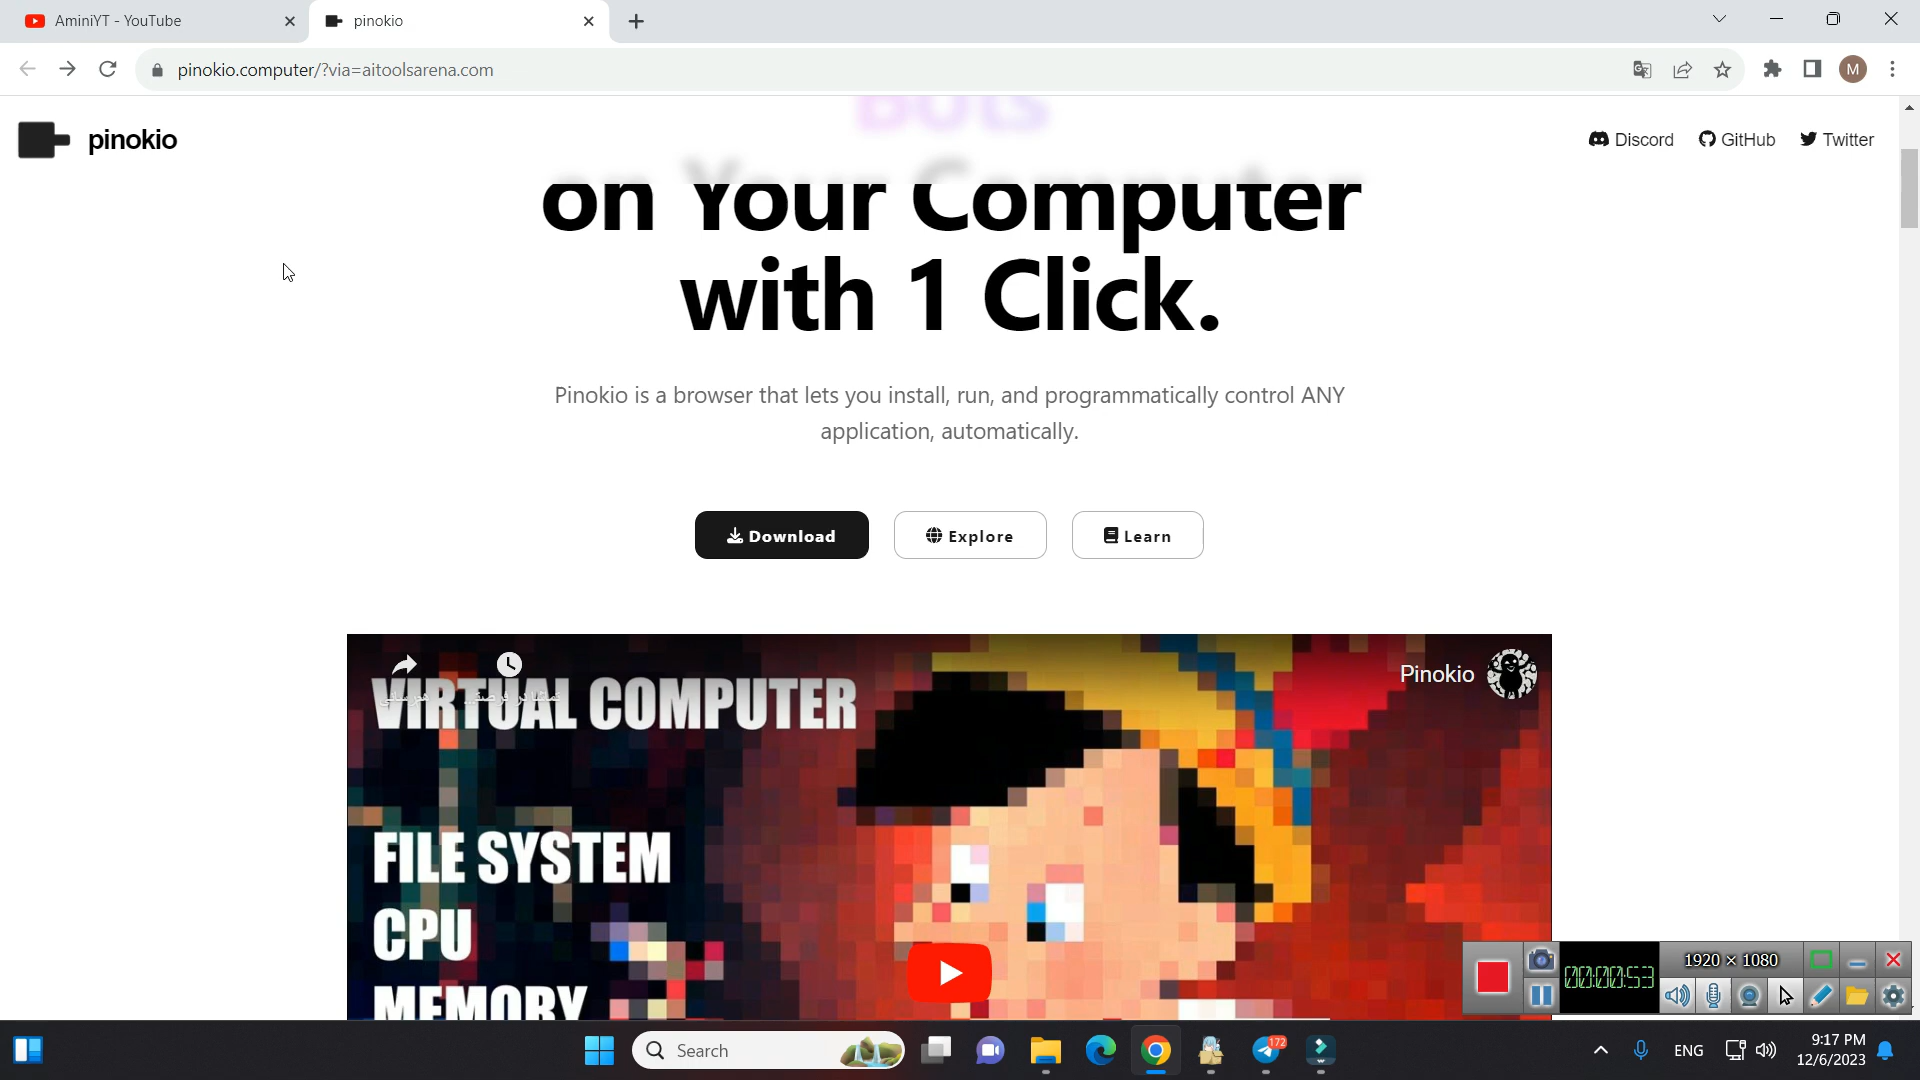 AminiYT - YouTube
pinokio
pinokio.computer/?via=aitoolsarena.com
M
pinokio
Discord
GitHub
Twitter
Bots
on Your Computer
with 1 Click.
Pinokio is a browser that lets you install, run, and programmatically control ANY
application, automatically.
Download
Explore
Learn
Pinokio
VIRTUAL COMPUTER
FILE SYSTEM
CPU
MEMORY
1920 × 1080
000:00:53
Search
172
ENG
9:17 PM
12/6/2023